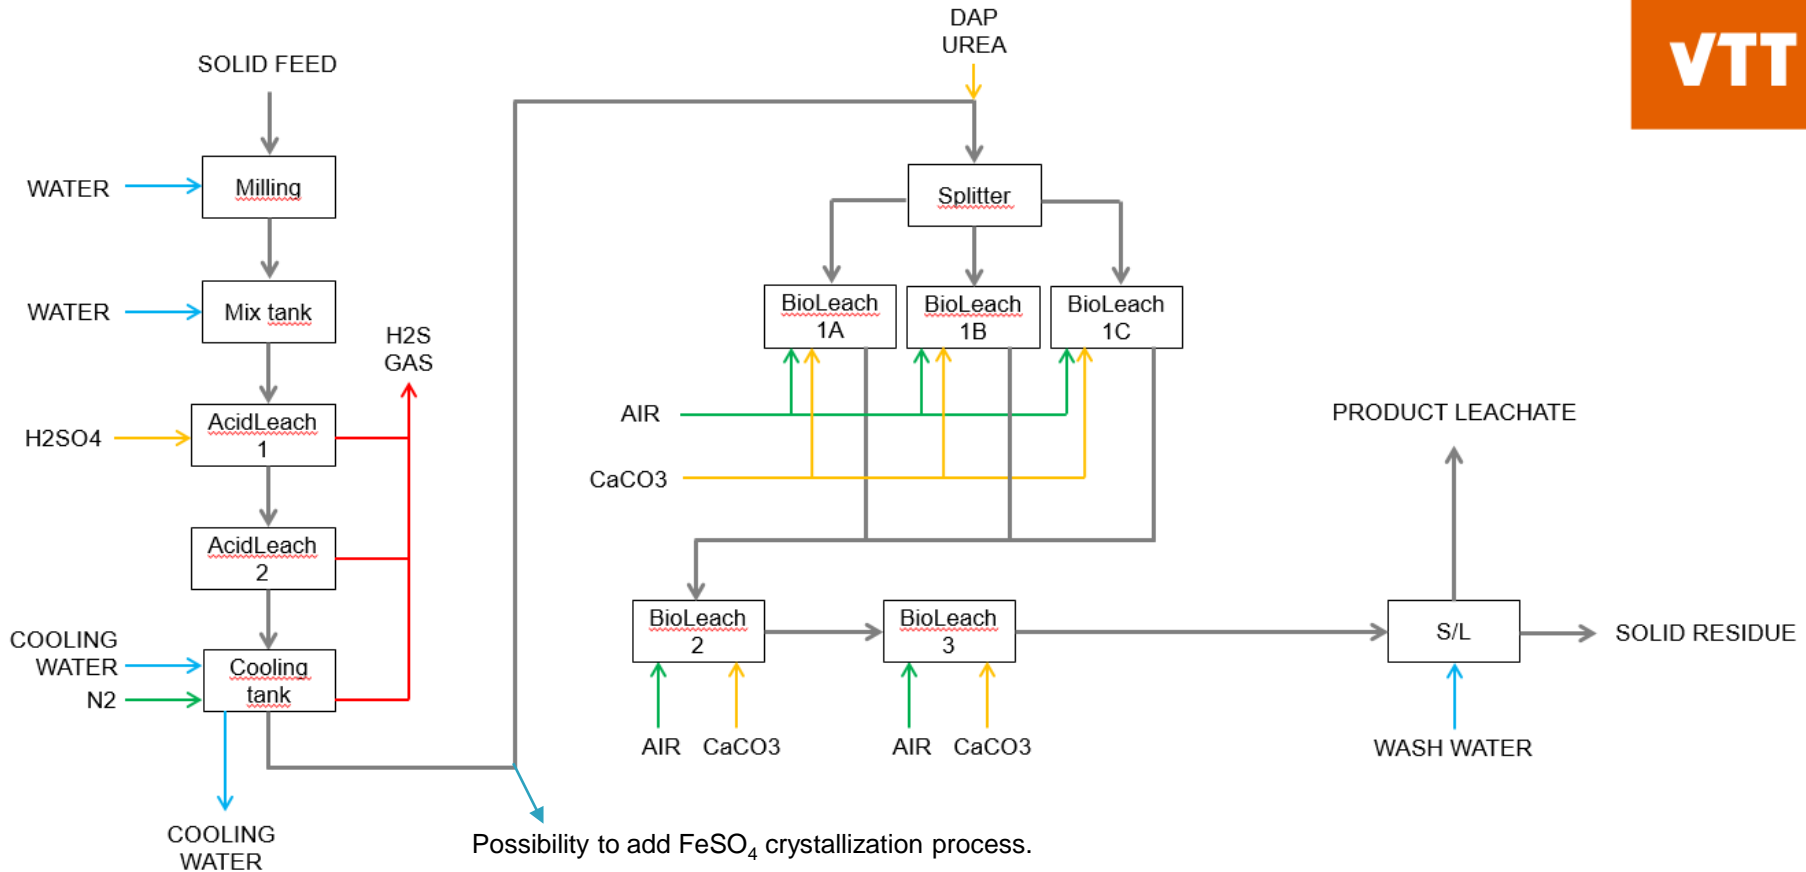 DAP
UREA
VTT
SOLID FEED
WATER
Milling
Splitter
WATER
Mix tank
BioLeach
1A
BioLeach
1B
BioLeach
1C
H2S
GAS
AIR
PRODUCT LEACHATE
H2SO4
AcidLeach
1
CaCO3
AcidLeach
2
BioLeach
2
BioLeach
3
S/L
SOLID RESIDUE
COOLING
WATER
N2
Cooling
tank
AIR
CaCO3
AIR
CaCO3
WASH WATER
COOLING
WATER
Possibility to add FeSO₄ crystallization process.